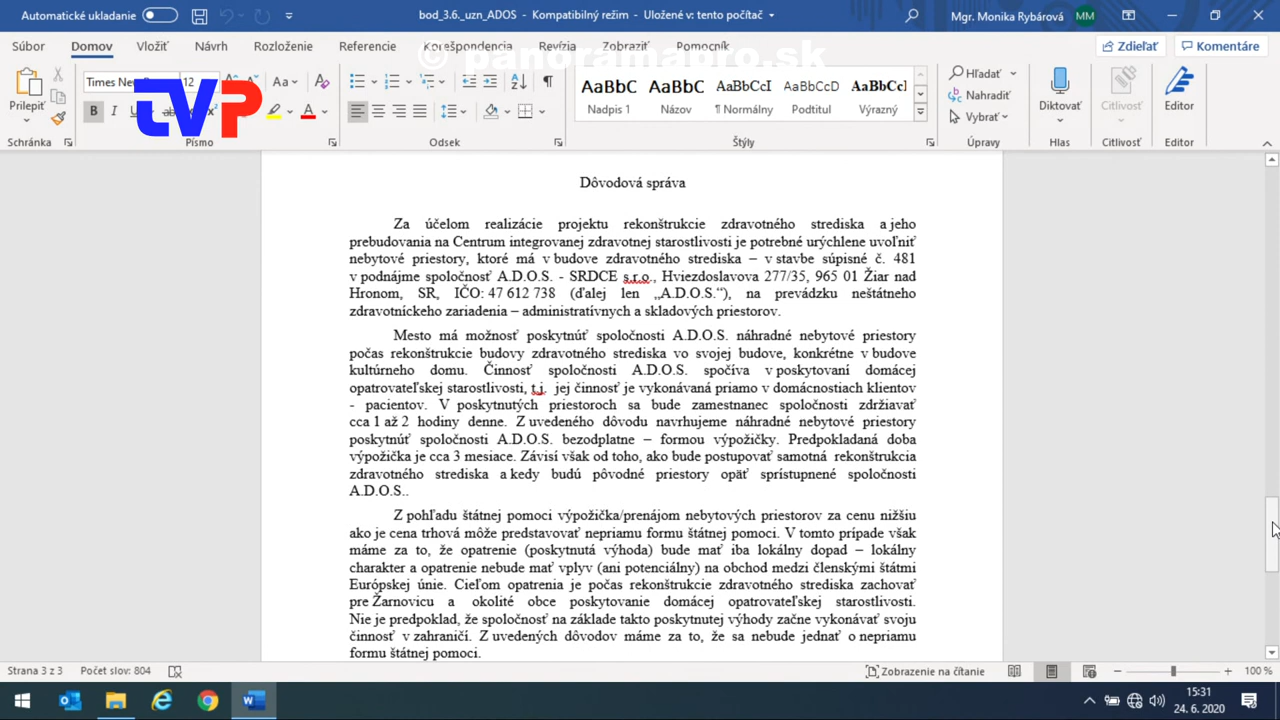 Automatické ukladanie
bod_3.6._uzn_ADOS - Kompatibilný režim - Uložené v: tento počítač
Mgr. Monika Rybárová MM
Súbor Domov Vložiť Návrh Rozloženie Referencie Korešpondencia Revízia Zobraziť Pomocník
Zdieľať Komentáre
© panoramapro.sk
tVP
Prilepiť
Times New 12
Aa
B I U ab
A
AaBbC AaBbC AaBbCcI AaBbCcD AaBbCcI
Nadpis 1 Názov ¶ Normálny Podtitul Výrazný
Hľadať
Nahradiť
Vybrať
Diktovať
Citlivosť
Editor
Schránka Písmo Odsek Štýly Úpravy Hlas Citlivosť Editor
Dôvodová správa
Za účelom realizácie projektu rekonštrukcie zdravotného strediska a jeho
prebudovania na Centrum integrovanej zdravotnej starostlivosti je potrebné urýchlene uvoľniť
nebytové priestory, ktoré má v budove zdravotného strediska – v stavbe súpisné č. 481
v podnájme spoločnosť A.D.O.S. - SRDCE s.r.o., Hviezdoslavova 277/35, 965 01 Žiar nad
Hronom, SR, IČO: 47 612 738 (ďalej len „A.D.O.S.“), na prevádzku neštátneho
zdravotníckeho zariadenia – administratívnych a skladových priestorov.
Mesto má možnosť poskytnúť spoločnosti A.D.O.S. náhradné nebytové priestory
počas rekonštrukcie budovy zdravotného strediska vo svojej budove, konkrétne v budove
kultúrneho domu. Činnosť spoločnosti A.D.O.S. spočíva v poskytovaní domácej
opatrovateľskej starostlivosti, t.j. jej činnosť je vykonávaná priamo v domácnostiach klientov
- pacientov. V poskytnutých priestoroch sa bude zamestnanec spoločnosti zdržiavať
cca 1 až 2 hodiny denne. Z uvedeného dôvodu navrhujeme náhradné nebytové priestory
poskytnúť spoločnosti A.D.O.S. bezodplatne – formou výpožičky. Predpokladaná doba
výpožička je cca 3 mesiace. Závisí však od toho, ako bude postupovať samotná rekonštrukcia
zdravotného strediska a kedy budú pôvodné priestory opäť sprístupnené spoločnosti
A.D.O.S..
Z pohľadu štátnej pomoci výpožička/prenájom nebytových priestorov za cenu nižšiu
ako je cena trhová môže predstavovať nepriamu formu štátnej pomoci. V tomto prípade však
máme za to, že opatrenie (poskytnutá výhoda) bude mať iba lokálny dopad – lokálny
charakter a opatrenie nebude mať vplyv (ani potenciálny) na obchod medzi členskými štátmi
Európskej únie. Cieľom opatrenia je počas rekonštrukcie zdravotného strediska zachovať
pre Žarnovicu a okolité obce poskytovanie domácej opatrovateľskej starostlivosti.
Nie je predpoklad, že spoločnosť na základe takto poskytnutej výhody začne vykonávať svoju
činnosť v zahraničí. Z uvedených dôvodov máme za to, že sa nebude jednať o nepriamu
formu štátnej pomoci.
Strana 3 z 3 Počet slov: 804
Zobrazenie na čítanie
100 %
15:31
24. 6. 2020